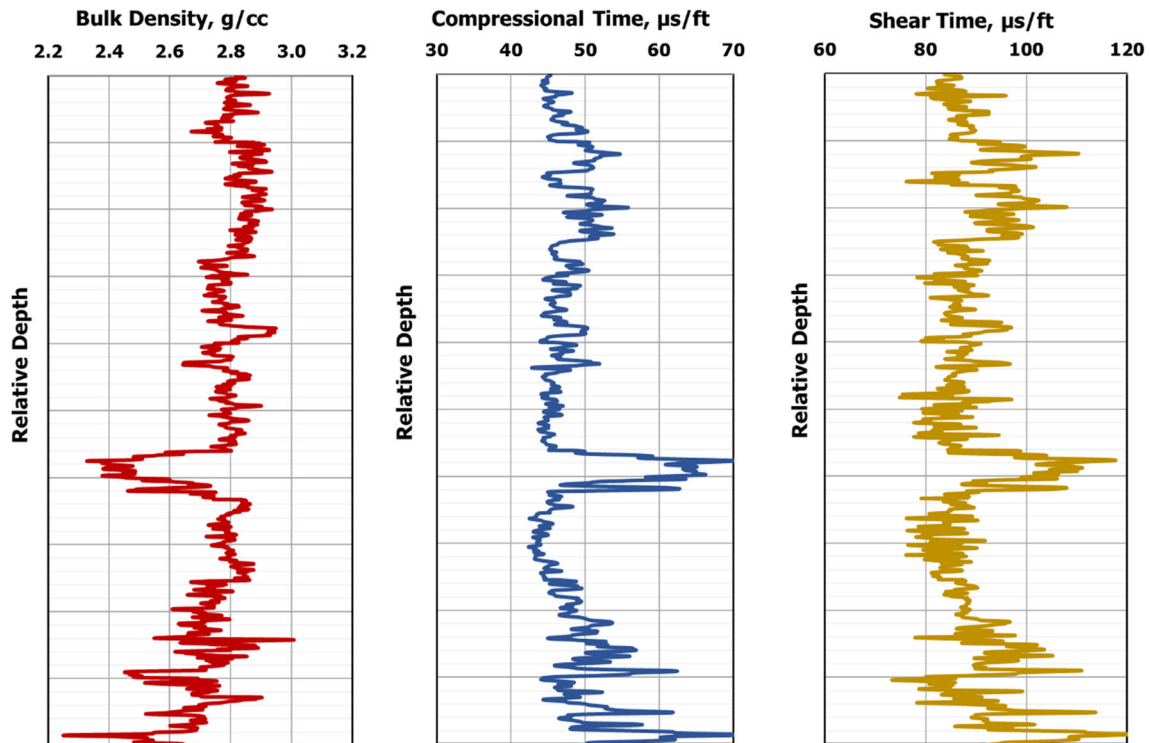 Bulk Density, g/cc
2.2 2.4 2.6 2.8 3.0 3.2
Relative Depth
Compressional Time, µs/ft
30 40 50 60 70
Relative Depth
Shear Time, µs/ft
60 80 100 120
Relative Depth